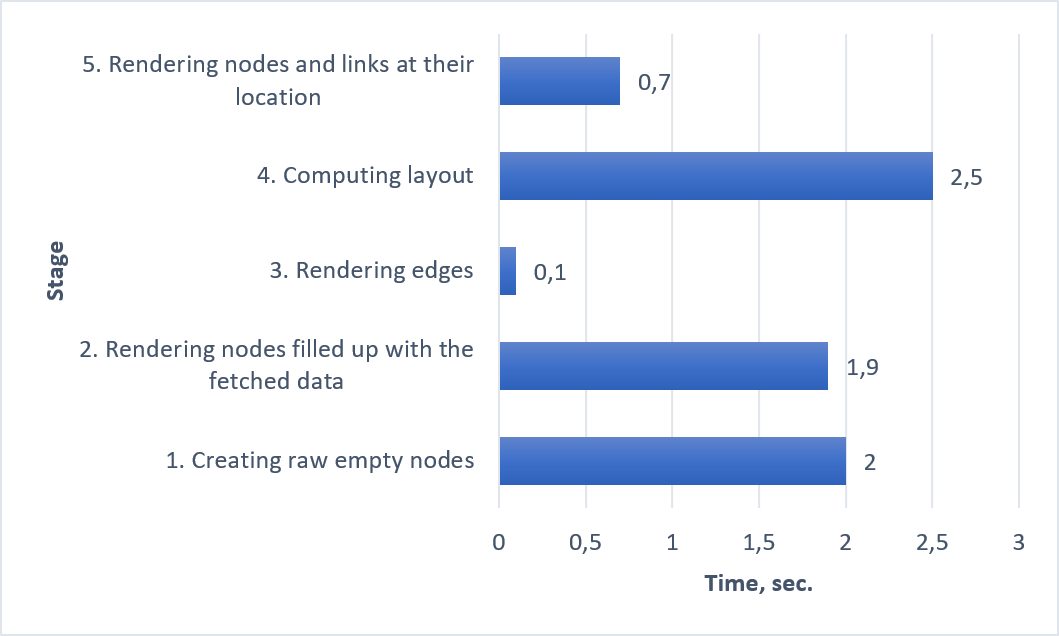 Stage
5. Rendering nodes and links at their
location
0,7
4. Computing layout
2,5
3. Rendering edges
0,1
2. Rendering nodes filled up with the
fetched data
1,9
1. Creating raw empty nodes
2
0 0,5 1 1,5 2 2,5 3
Time, sec.